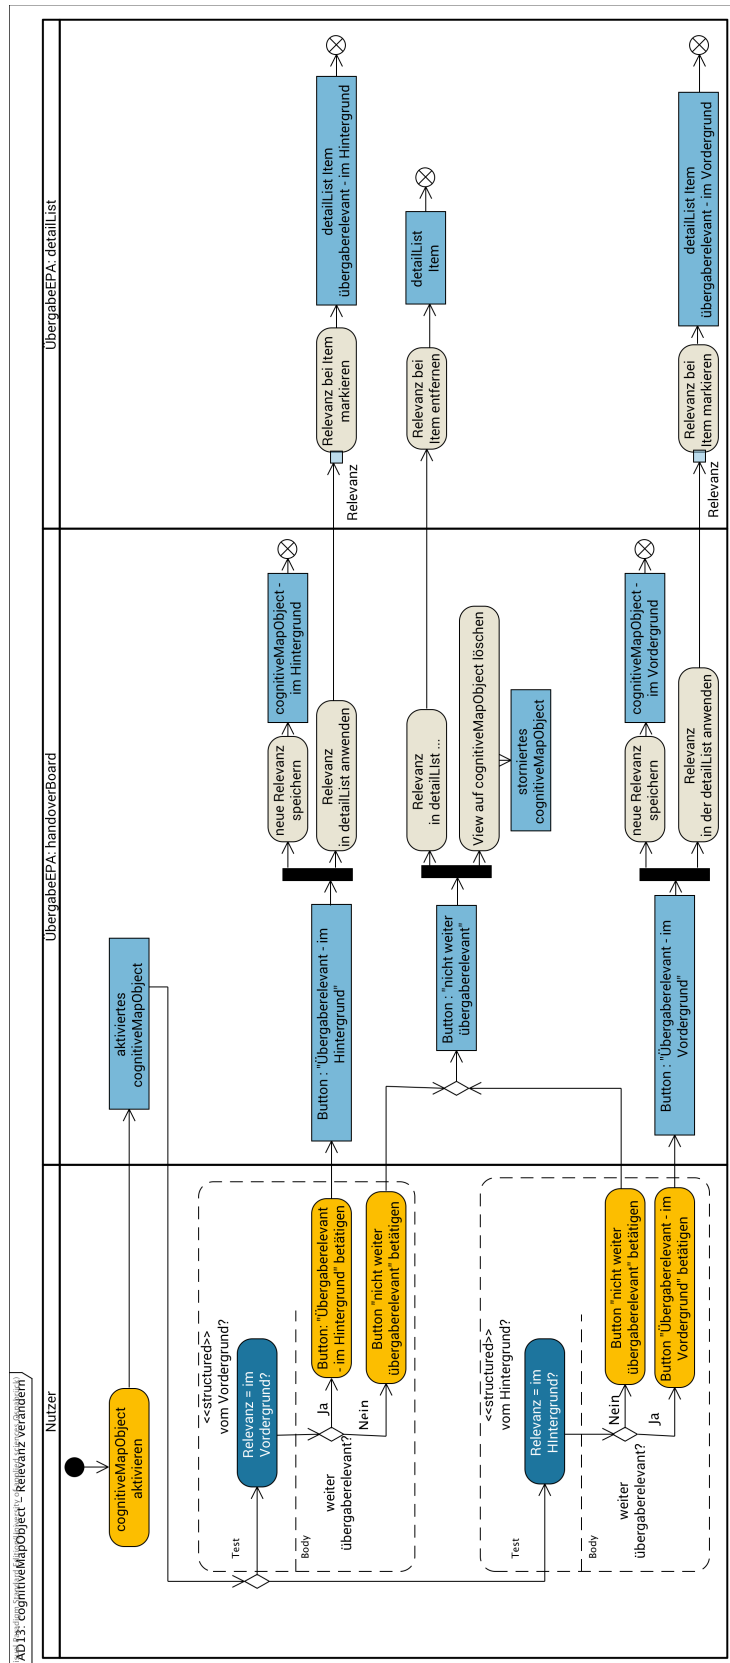 AD13: cognitiveMapObject - Relevanz verändern
Nutzer
ÜbergabeEPA: handoverBoard
ÜbergabeEPA: detailList
cognitiveMapObject
aktivieren
aktiviertes
cognitiveMapObject
<<structured>>
vom Vordergrund?
Test
Relevanz = im
Vordergrund?
Body
weiter
übergaberelevant?
Ja
Nein
Button: "Übergaberelevant
- im Hintergrund" betätigen
Button "nicht weiter
übergaberelevant" betätigen
Button : "Übergaberelevant - im
Hintergrund"
neue Relevanz
speichern
cognitiveMapObject -
im Hintergrund
Relevanz
in detailList anwenden
Relevanz
Relevanz bei Item
markieren
detailList Item
übergaberelevant - im Hintergrund
Button : "nicht weiter
übergaberelevant"
Relevanz
in detailLIst ...
View auf cognitiveMapObject löschen
storniertes
cognitiveMapObject
Relevanz bei
Item entfernen
detailList
Item
<<structured>>
vom Hintergrund?
Test
Relevanz = im
HIntergrund?
Body
weiter
übergaberelevant?
Nein
Ja
Button "nicht weiter
übergaberelevant" betätigen
Button "Übergaberelevant - im
Vordergrund" betätigen
Button : "Übergaberelevant - im
Vordergrund"
neue Relevanz
speichern
cognitiveMapObject -
im Vordergrund
Relevanz
in der detailList anwenden
Relevanz
Relevanz bei
Item markieren
detailList Item
übergaberelevant - im Vordergrund